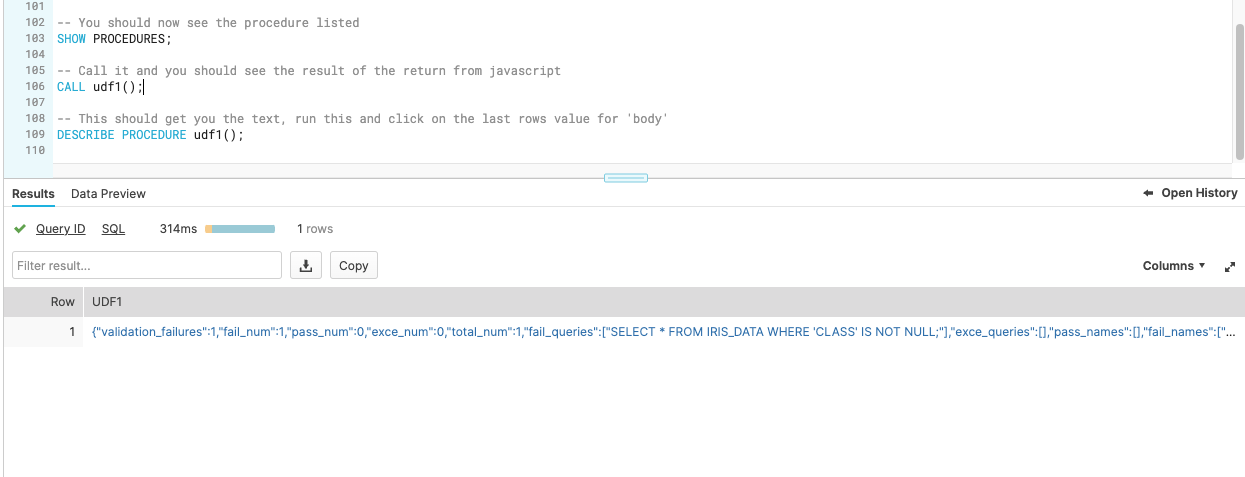 101
102 -- You should now see the procedure listed
103 SHOW PROCEDURES;
104
105 -- Call it and you should see the result of the return from javascript
106 CALL udf1();
107
108 -- This should get you the text, run this and click on the last rows value for 'body'
109 DESCRIBE PROCEDURE udf1();
110
Results Data Preview Open History
Query ID SQL 314ms 1 rows
Filter result... Copy Columns
Row UDF1
1 {"validation_failures":1,"fail_num":1,"pass_num":0,"exce_num":0,"total_num":1,"fail_queries":["SELECT * FROM IRIS_DATA WHERE 'CLASS' IS NOT NULL;"],"exce_queries":[],"pass_names":[],"fail_names":["...